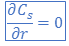 ∂C_s/∂r = 0